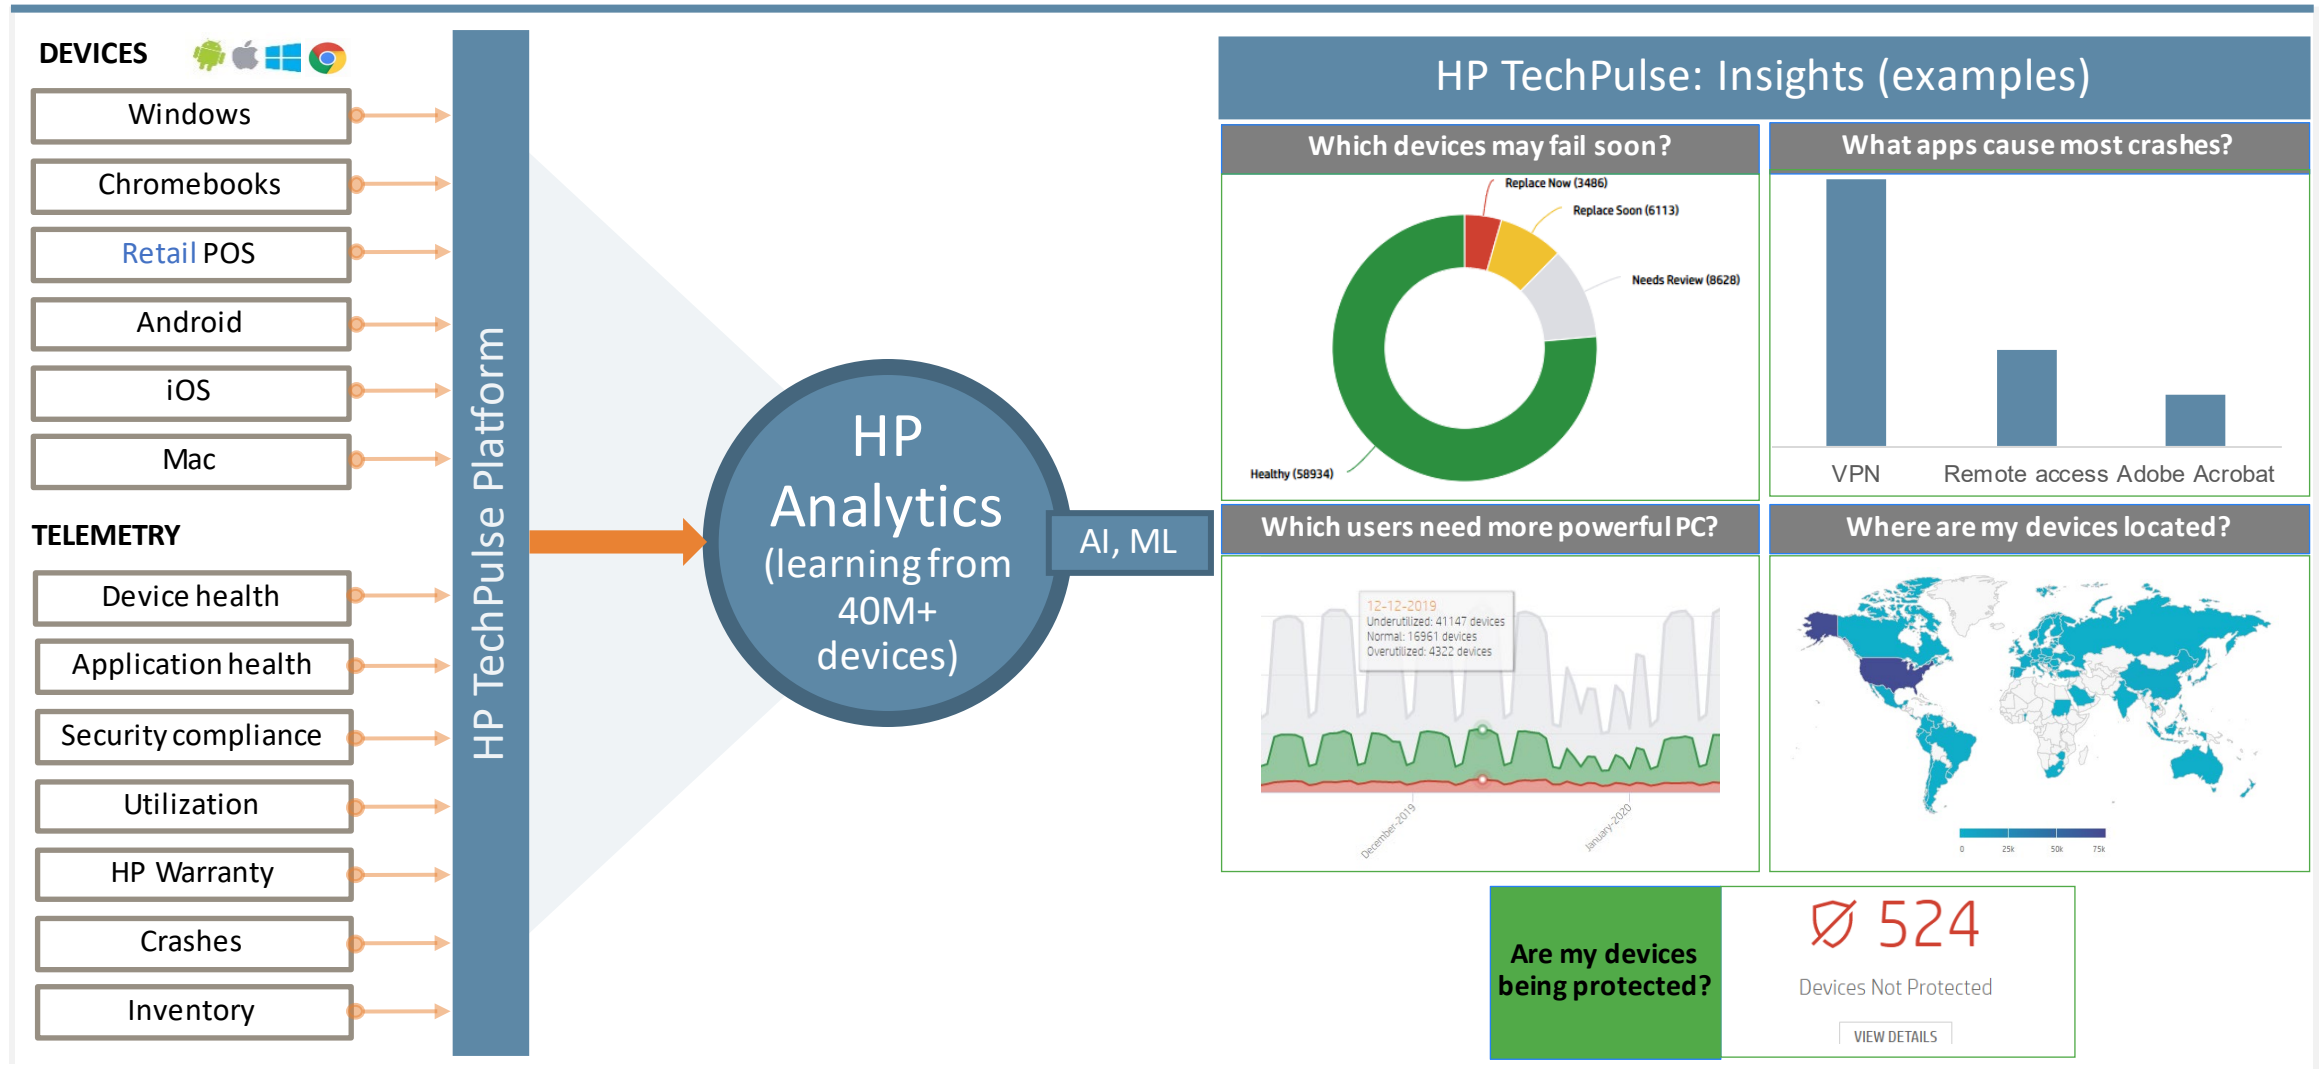 DEVICES
Windows
Chromebooks
Retail POS
Android
iOS
Mac
TELEMETRY
Device health
Application health
Security compliance
Utilization
HP Warranty
Crashes
Inventory
HP TechPulse Platform
HP
Analytics
(learning from
40M+
devices)
AI, ML
HP TechPulse: Insights (examples)
Which devices may fail soon?
Replace Now (3486)
Replace Soon (6113)
Needs Review (8628)
Healthy (58934)
What apps cause most crashes?
VPN
Remote access
Adobe Acrobat
Which users need more powerful PC?
12-12-2019
Underutilized: 41147 devices
Normal: 16961 devices
Overutilized: 4322 devices
December-2019
January-2020
Where are my devices located?
0
25k
50k
75k
Are my devices
being protected?
524
Devices Not Protected
VIEW DETAILS